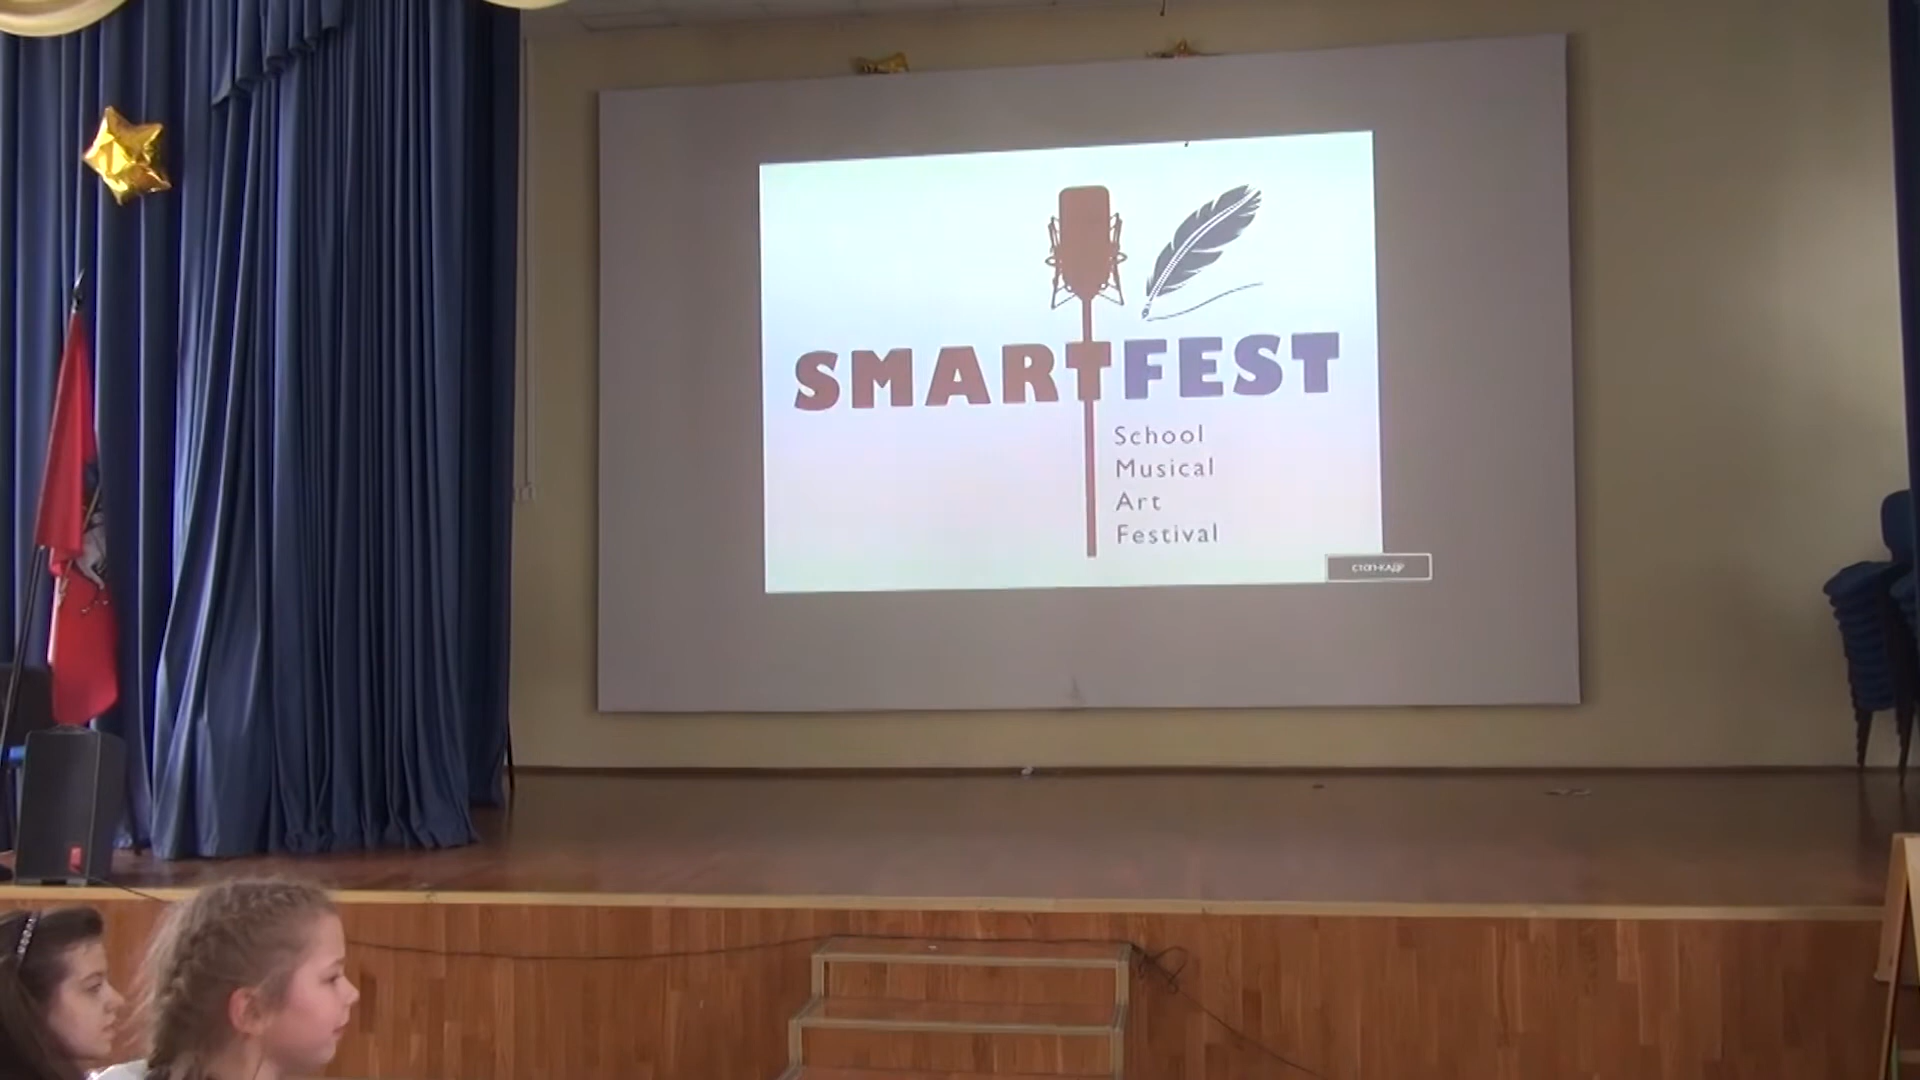 SMARTFEST
School
Musical
Art
Festival
СТОП-КАДР